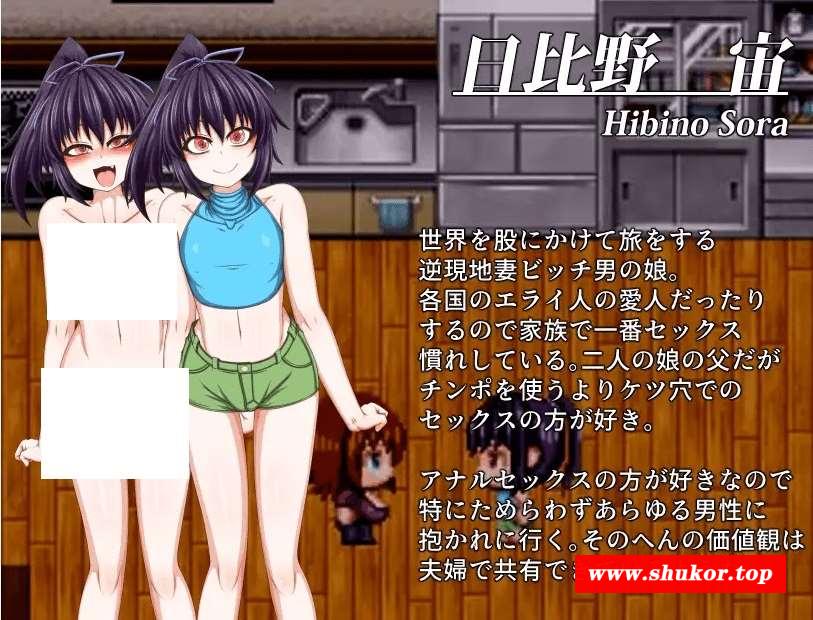 日比野 宙
Hibino Sora
世界を股にかけて旅をする
逆現地妻ビッチ男の娘。
各国のエライ人の愛人だったり
するので家族で一番セックス
慣れしている。二人の娘の父だが
チンポを使うよりケツ穴での
セックスの方が好き。
アナルセックスの方が好きなので
特にためらわずあらゆる男性に
抱かれに行く。そのへんの価値観は
夫婦で共有でき
www.shukor.top